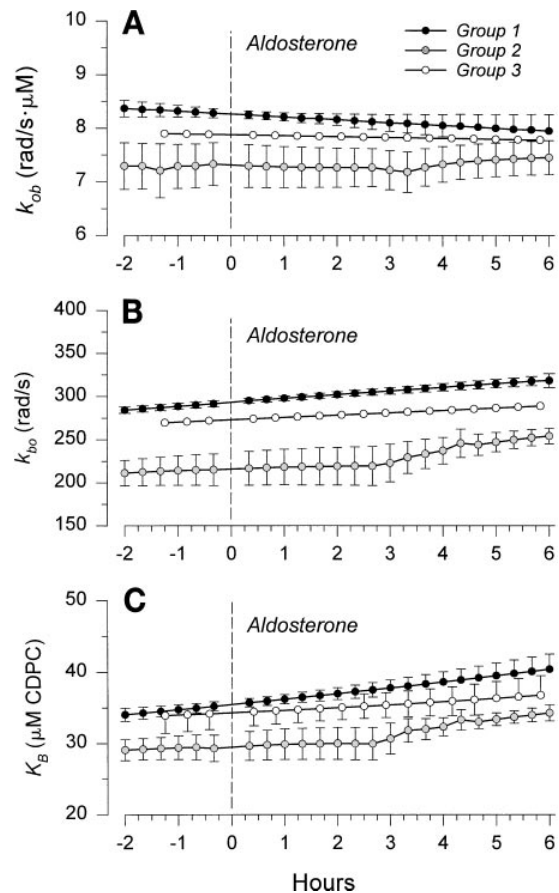 A
Aldosterone
Group 1
Group 2
Group 3
k_ob (rad/s·μM)
10
9
8
7
6
-2 -1 0 1 2 3 4 5 6
B
Aldosterone
k_bo (rad/s)
400
350
300
250
200
150
-2 -1 0 1 2 3 4 5 6
C
Aldosterone
K_B (μM CDPC)
50
40
30
20
-2 -1 0 1 2 3 4 5 6
Hours